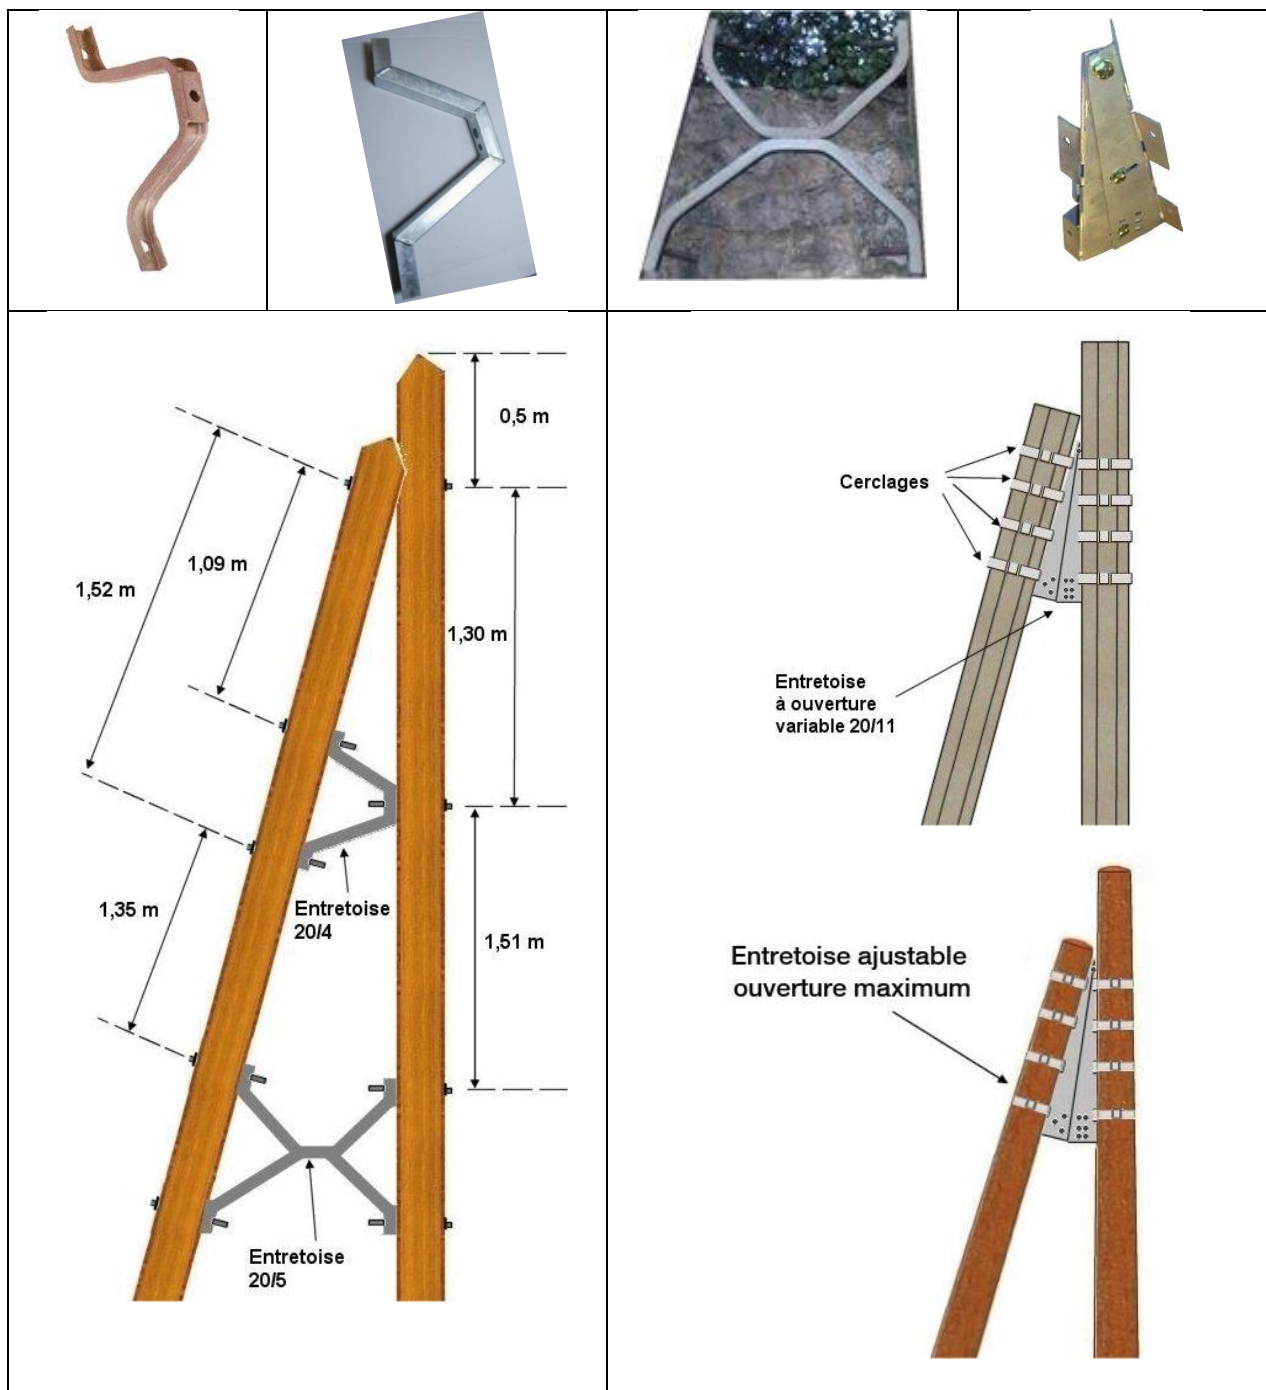 0,5 m
1,09 m
1,52 m
1,30 m
1,35 m
Entretoise
20/4
1,51 m
Entretoise
20/5
Cerclages
Entretoise
à ouverture
variable 20/11
Entretoise ajustable
ouverture maximum